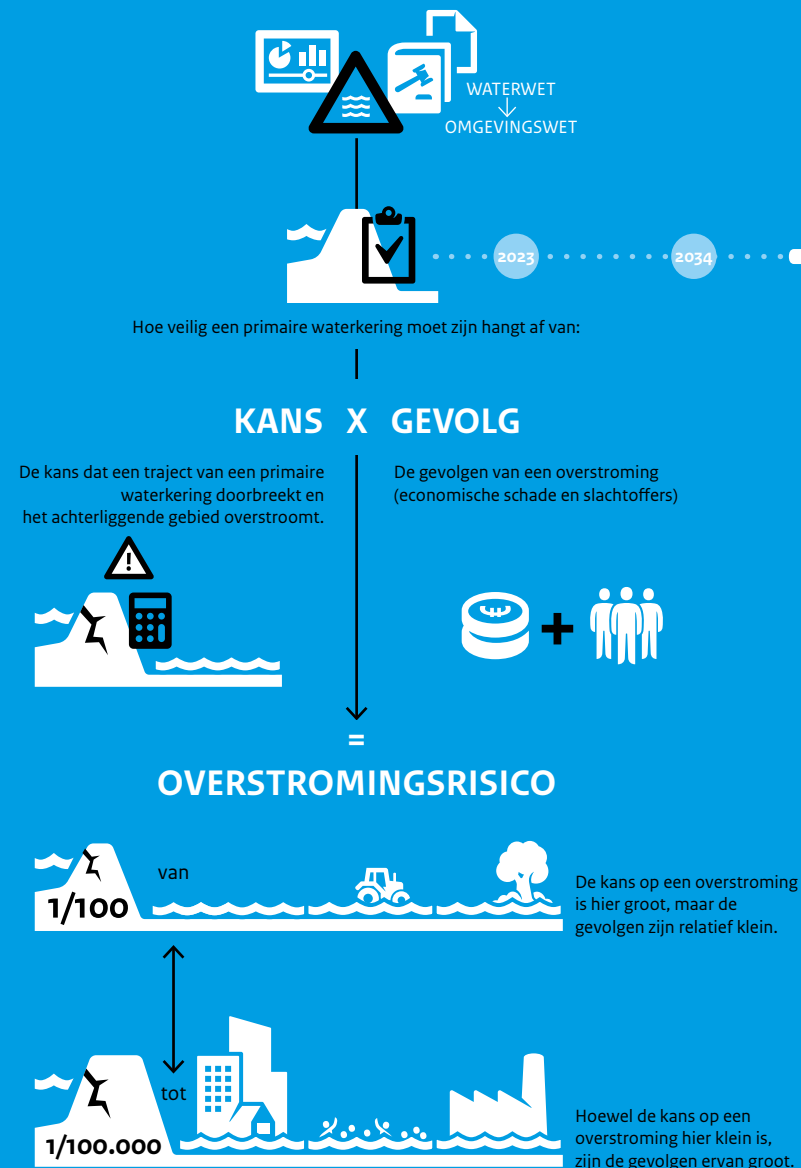 WATERWET
OMGEVINGSWET
2023
2034
Hoe veilig een primaire waterkering moet zijn hangt af van:
KANS X GEVOLG
De kans dat een traject van een primaire
waterkering doorbreekt en
het achterliggende gebied overstroomt.
De gevolgen van een overstroming
(economische schade en slachtoffers)
=
OVERSTROMINGSRISICO
van
1/100
De kans op een overstroming
is hier groot, maar de
gevolgen zijn relatief klein.
tot
1/100.000
Hoewel de kans op een
overstroming hier klein is,
zijn de gevolgen ervan groot.